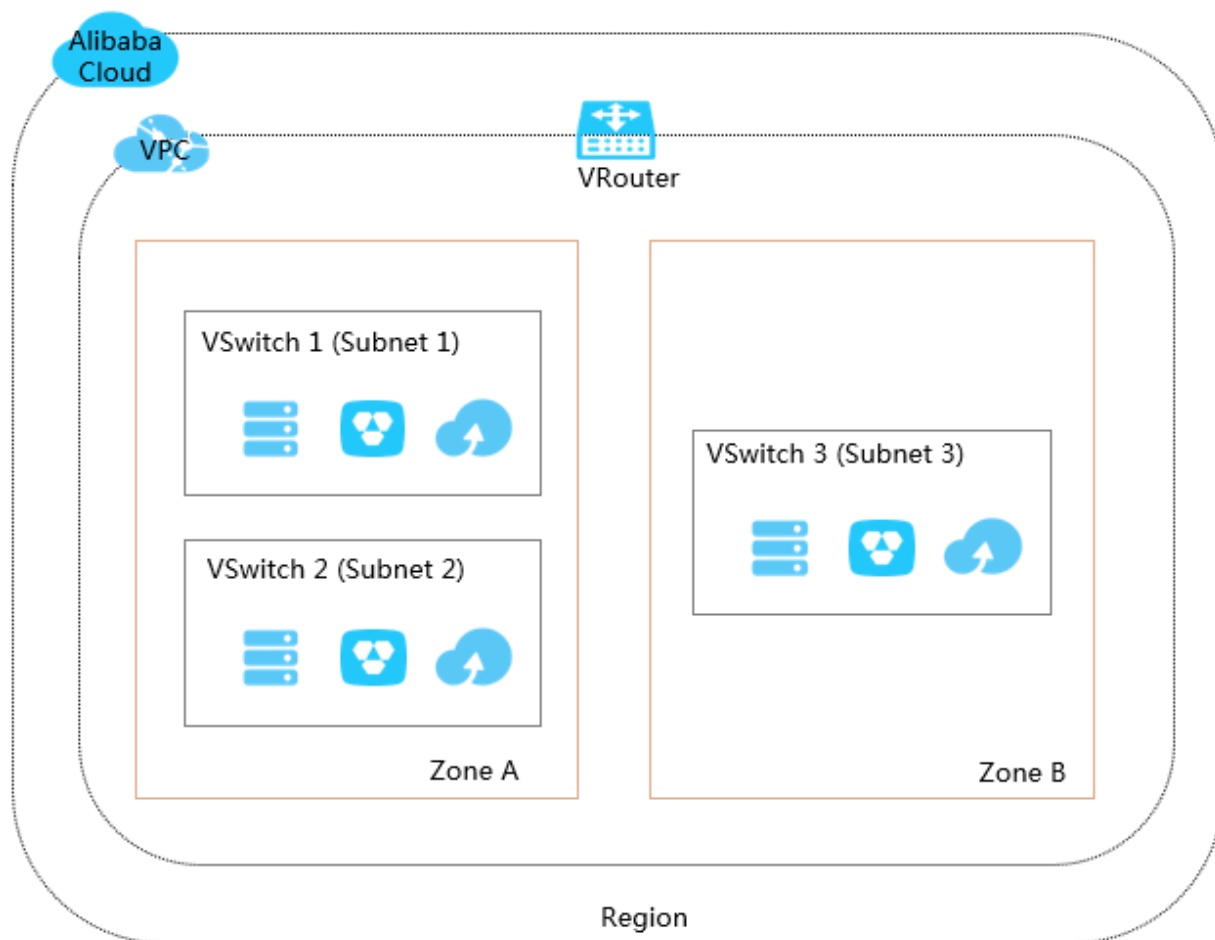 Alibaba
Cloud
VPC
VRouter
VSwitch 1 (Subnet 1)
VSwitch 2 (Subnet 2)
Zone A
VSwitch 3 (Subnet 3)
Zone B
Region